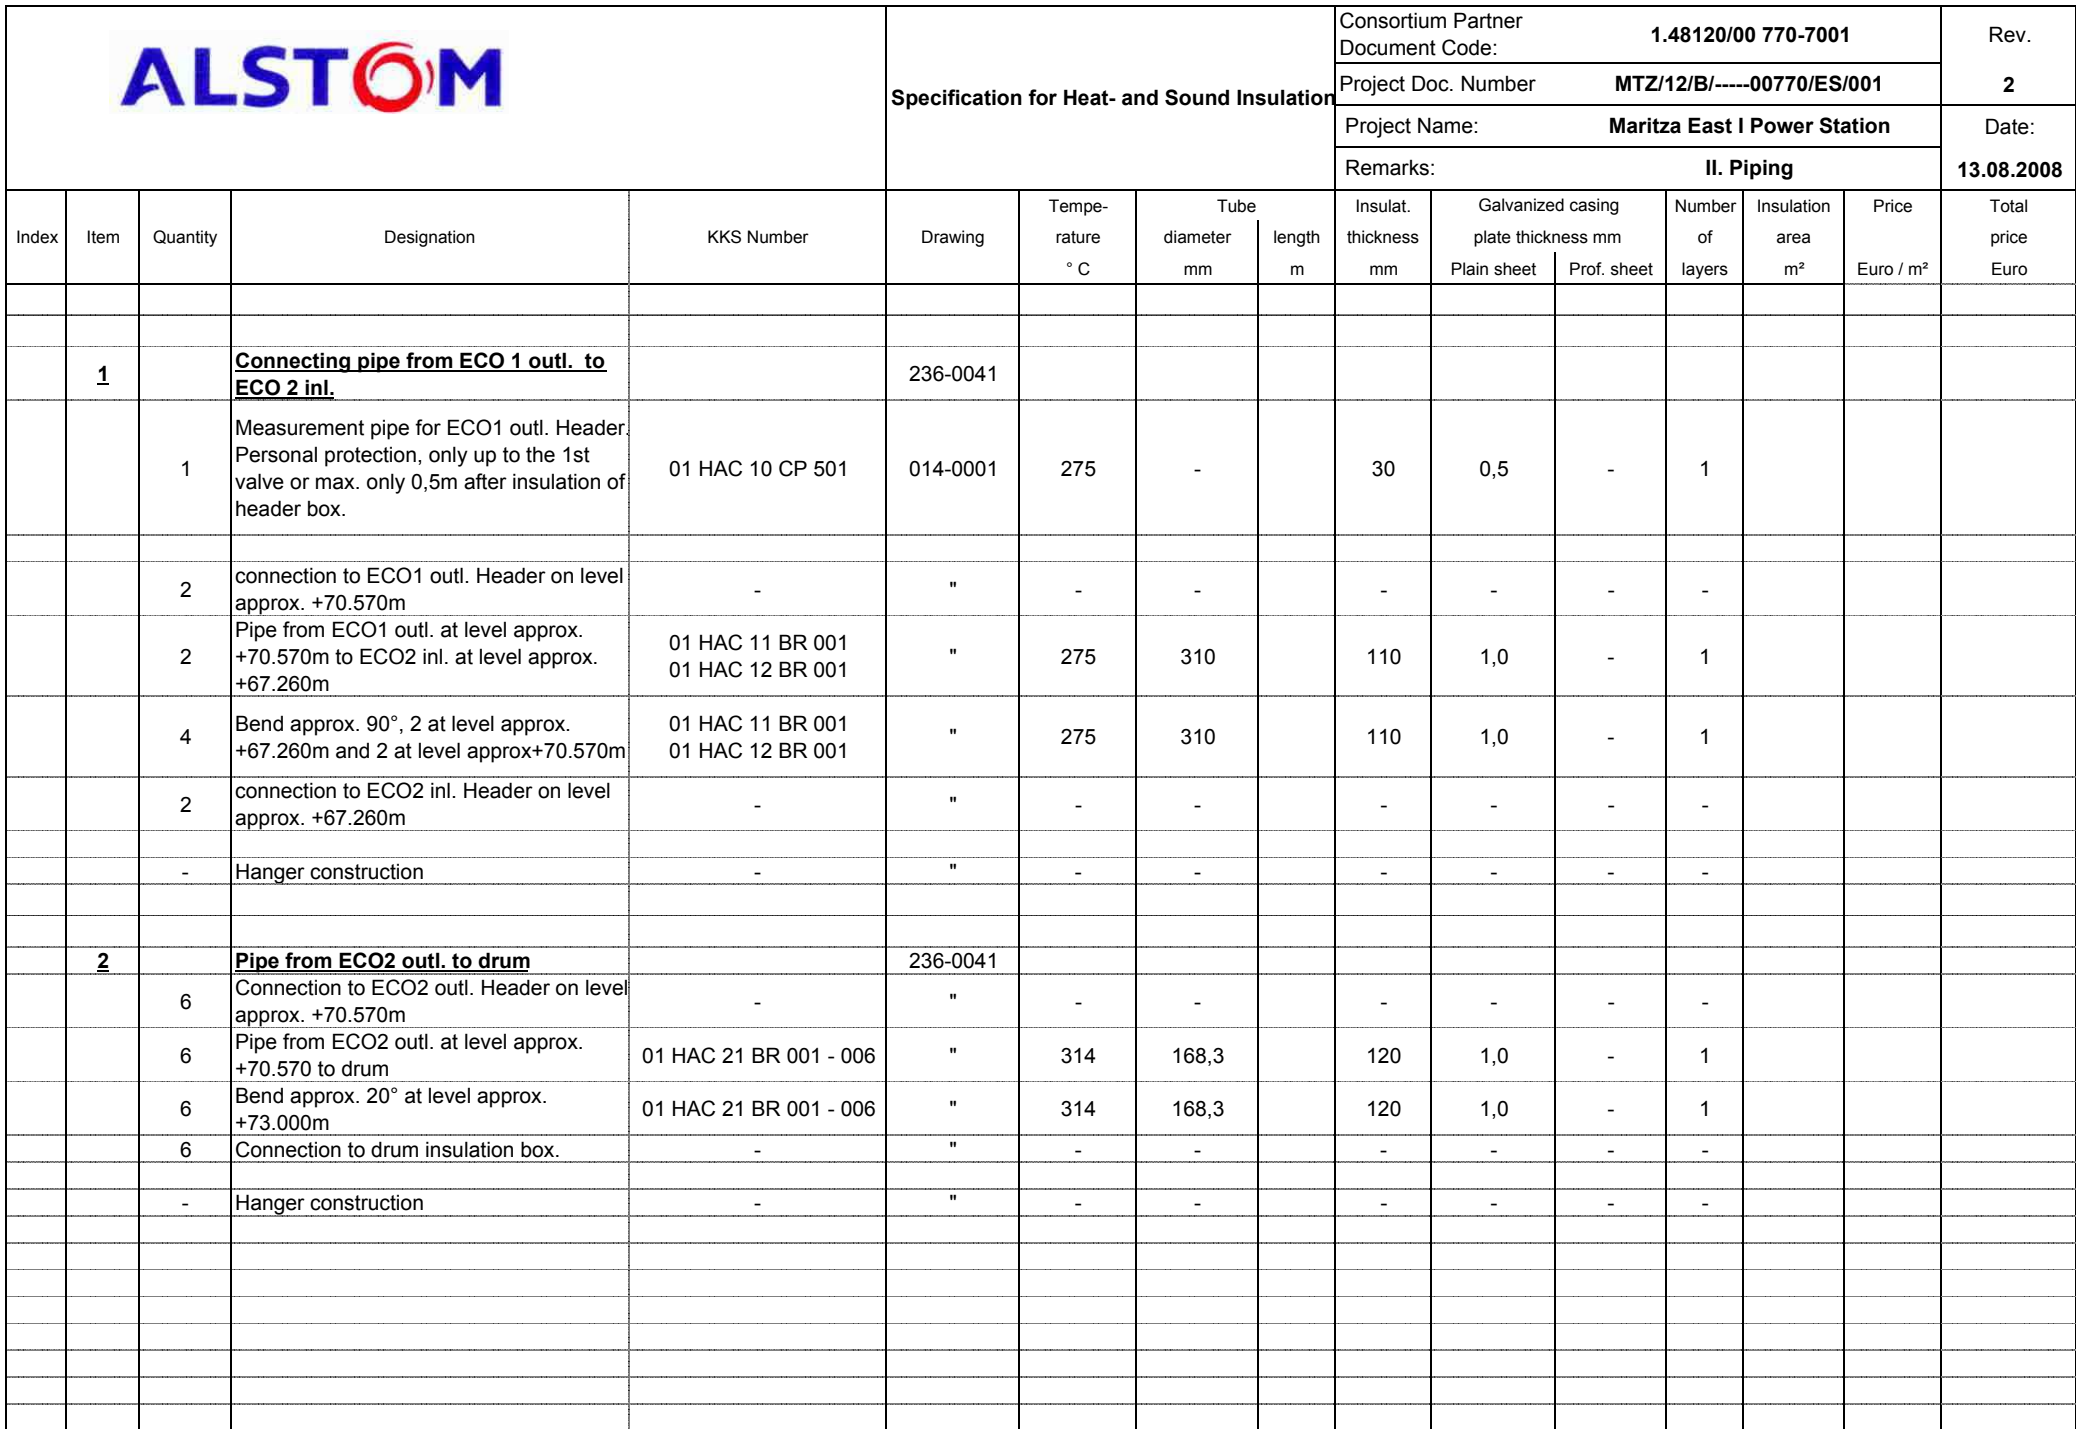 ALSTOM
Specification for Heat- and Sound Insulation
Consortium Partner
Document Code:
1.48120/00 770-7001
Rev.
Project Doc. Number MTZ/12/B/-----00770/ES/001 2
Project Name: Maritza East I Power Station Date:
Remarks: II. Piping 13.08.2008
Index Item Quantity Designation KKS Number Drawing
Tempe-
rature
° C
Tube
diameter
mm
length
m
Insulat.
thickness
mm
Galvanized casing
plate thickness mm
Plain sheet Prof. sheet
Number
of
layers
Insulation
area
m²
Price
Euro / m²
Total
price
Euro
1
Connecting pipe from ECO 1 outl. to
ECO 2 inl.
236-0041
1
Measurement pipe for ECO1 outl. Header.
Personal protection, only up to the 1st
valve or max. only 0,5m after insulation of
header box.
01 HAC 10 CP 501 014-0001 275 - 30 0,5 - 1
2
connection to ECO1 outl. Header on level
approx. +70.570m
- " - - - - - -
2
Pipe from ECO1 outl. at level approx.
+70.570m to ECO2 inl. at level approx.
+67.260m
01 HAC 11 BR 001
01 HAC 12 BR 001
" 275 310 110 1,0 - 1
4
Bend approx. 90°, 2 at level approx.
+67.260m and 2 at level approx+70.570m
01 HAC 11 BR 001
01 HAC 12 BR 001
" 275 310 110 1,0 - 1
2
connection to ECO2 inl. Header on level
approx. +67.260m
- " - - - - - -
- Hanger construction - " - - - - - -
2 Pipe from ECO2 outl. to drum 236-0041
6
Connection to ECO2 outl. Header on level
approx. +70.570m
- " - - - - - -
6
Pipe from ECO2 outl. at level approx.
+70.570 to drum
01 HAC 21 BR 001 - 006 " 314 168,3 120 1,0 - 1
6
Bend approx. 20° at level approx.
+73.000m
01 HAC 21 BR 001 - 006 " 314 168,3 120 1,0 - 1
6 Connection to drum insulation box. - " - - - - - -
- Hanger construction - " - - - - - -